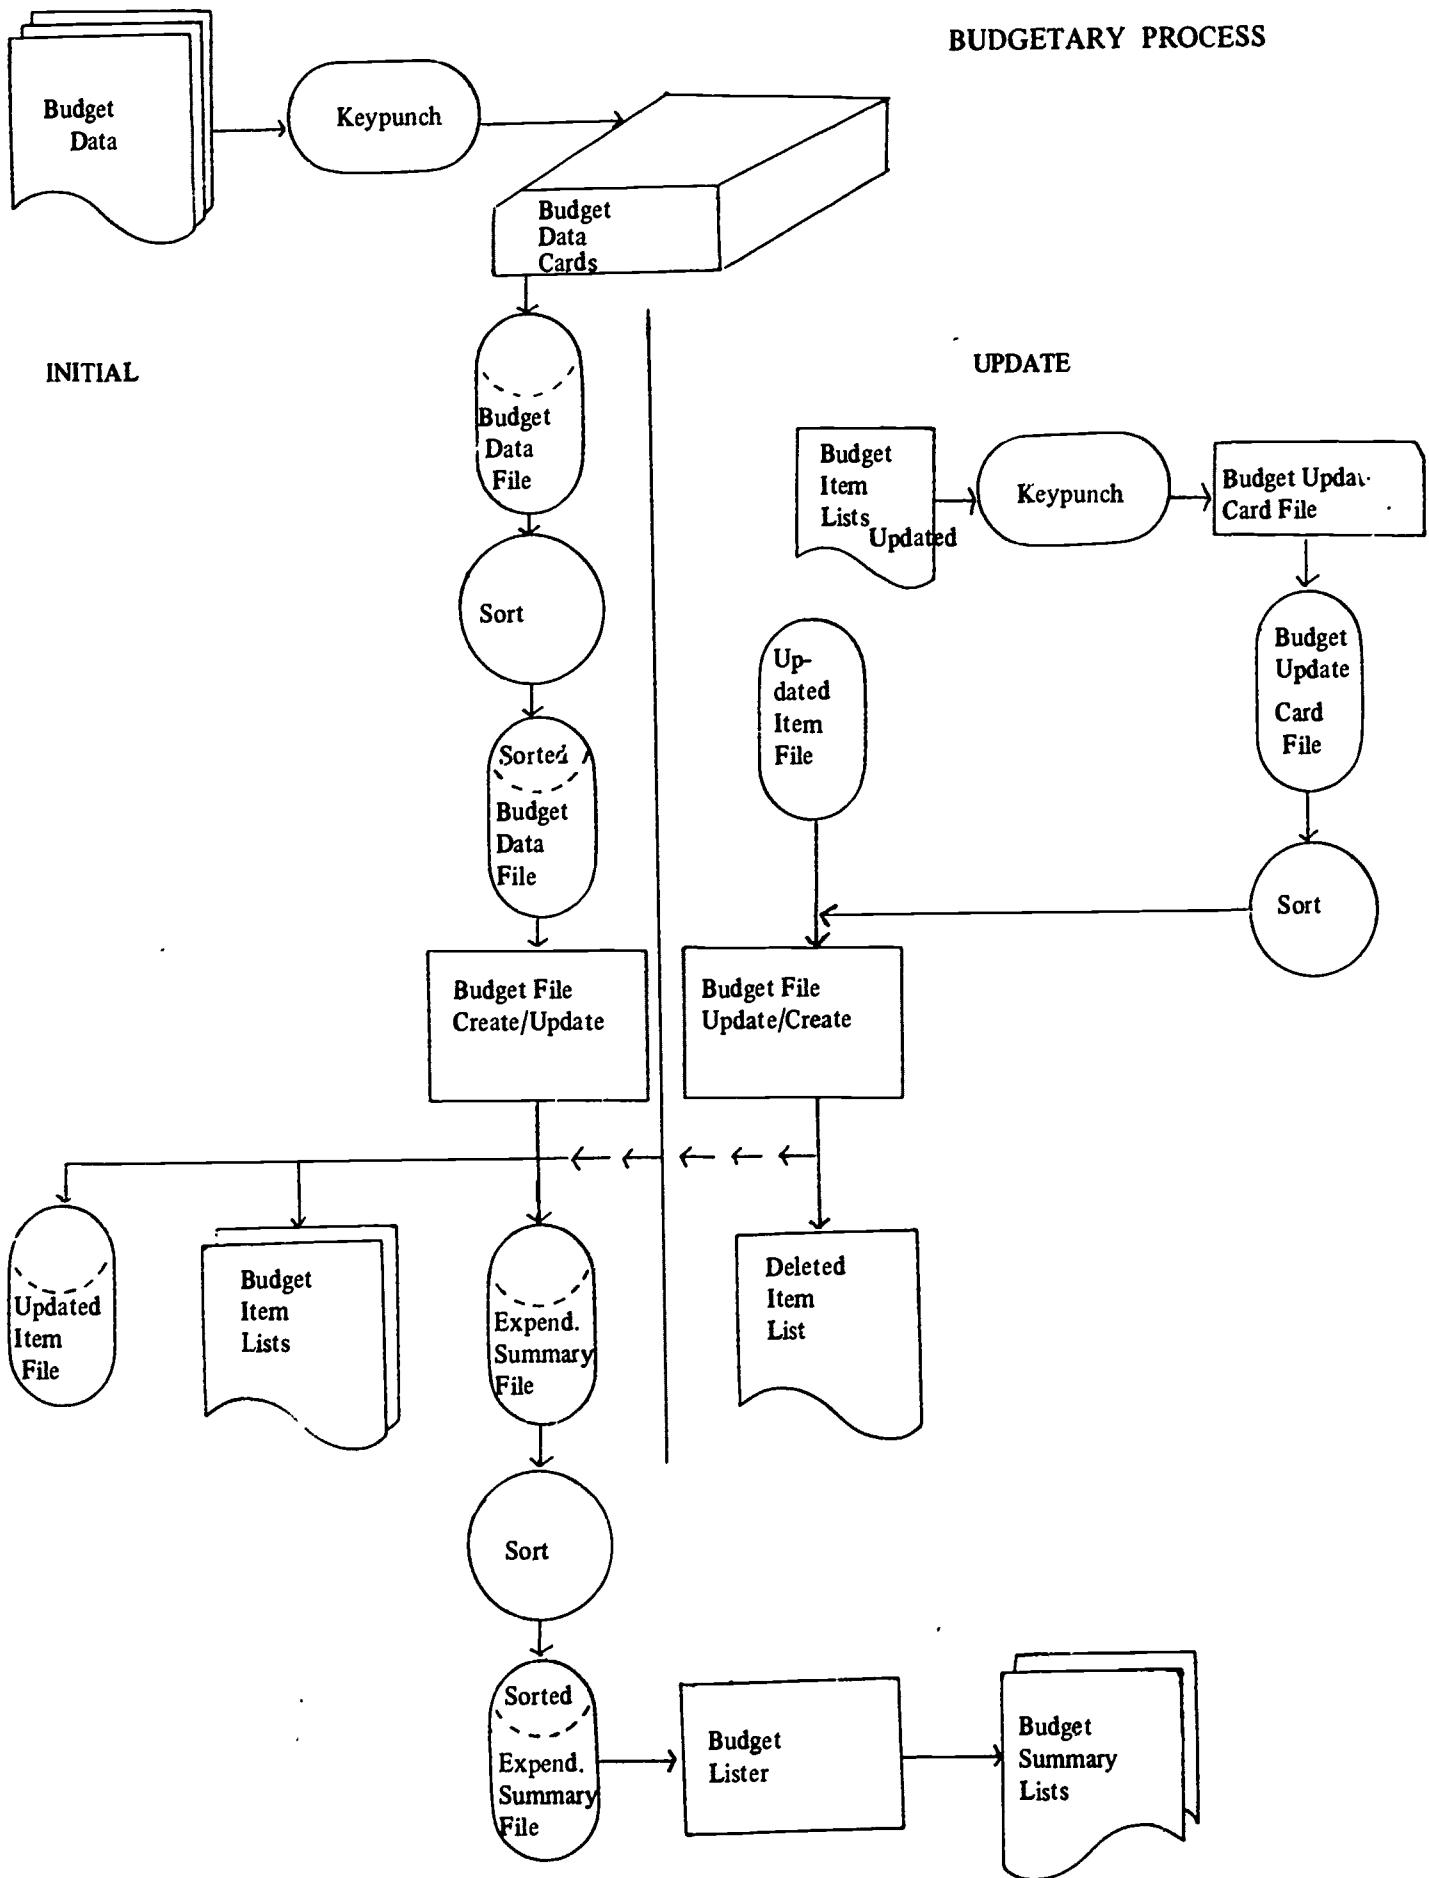 BUDGETARY PROCESS
Budget
Data
Keypunch
Budget
Data
Cards
INITIAL
UPDATE
Budget
Data
File
Budget
Item
Lists
Updated
Keypunch
Budget
Card File
Sort
Up-
dated
Item
File
Budget
Update
Card
File
Sorted
Budget
Data
File
Sort
Budget File
Create/Update
Budget File
Update/Create
Updated
Item
File
Budget
Item
Lists
Expend.
Summary
File
Deleted
Item
List
Sort
Sorted
Expend.
Summary
File
Budget
Lister
Budget
Summary
Lists